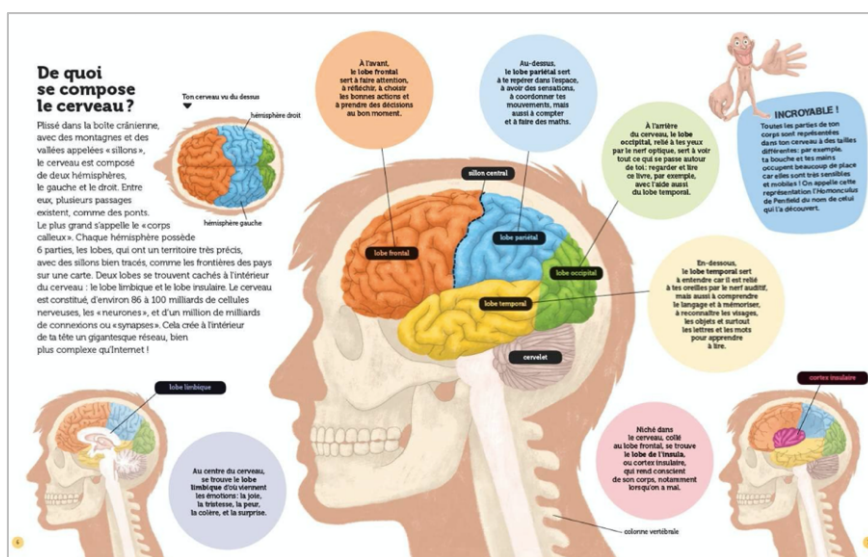 De quoi
se compose
le cerveau ?
Plissé dans la boîte crânienne,
avec des montagnes et des
vallées appelées « sillons »,
le cerveau est composé
de deux hémisphères,
le gauche et le droit. Entre
eux, plusieurs passages
existent, comme des ponts.
Le plus grand s'appelle le « corps
calleux ». Chaque hémisphère possède
6 parties, les lobes, qui ont un territoire très précis,
avec des sillons bien tracés, comme les frontières des pays
sur une carte. Deux lobes se trouvent cachés à l'intérieur
du cerveau : le lobe limbique et le lobe insulaire. Le cerveau
est constitué, d'environ 86 à 100 milliards de cellules
nerveuses, les « neurones », et d'un million de milliards
de connexions ou « synapses ». Cela crée à l'intérieur
de ta tête un gigantesque réseau, bien
plus complexe qu'Internet !
Ton cerveau vu du dessus
hémisphère droit
hémisphère gauche
À l'avant,
le lobe frontal
sert à faire attention,
à réfléchir, à choisir
les bonnes actions et
à prendre des décisions
au bon moment.
Au-dessus,
le lobe pariétal sert
à te repérer dans l'espace,
à avoir des sensations,
à coordonner tes
mouvements, mais
aussi à compter
et à faire des maths.
À l'arrière
du cerveau, le lobe
occipital, relié à tes yeux
par le nerf optique, sert à voir
tout ce qui se passe autour
de toi : regarder et lire
ce livre, par exemple,
avec l'aide aussi
du lobe temporal.
INCROYABLE !
Toutes les parties de ton
corps sont représentées
dans ton cerveau à des tailles
différentes : par exemple,
ta bouche et tes mains
occupent beaucoup de place
car elles sont très sensibles
et mobiles ! On appelle cette
représentation l'Homonculus
de Penfield du nom de celui
qui l'a découvert.
sillon central
lobe frontal
lobe pariétal
lobe occipital
lobe temporal
cervelet
En-dessous,
le lobe temporal sert
à entendre car il est relié
à tes oreilles par le nerf auditif,
mais aussi à comprendre
le langage et à mémoriser,
à reconnaître les visages,
les objets et surtout
les lettres et les mots
pour apprendre
à lire.
lobe limbique
Au centre du cerveau,
se trouve le lobe
limbique d'où viennent
les émotions : la joie,
la tristesse, la peur,
la colère, et la surprise.
Niché dans
le cerveau, collé
au lobe frontal, se trouve
le lobe de l'insula,
ou cortex insulaire,
qui rend conscient
de son corps, notamment
lorsqu'on a mal.
cortex insulaire
colonne vertébrale
6